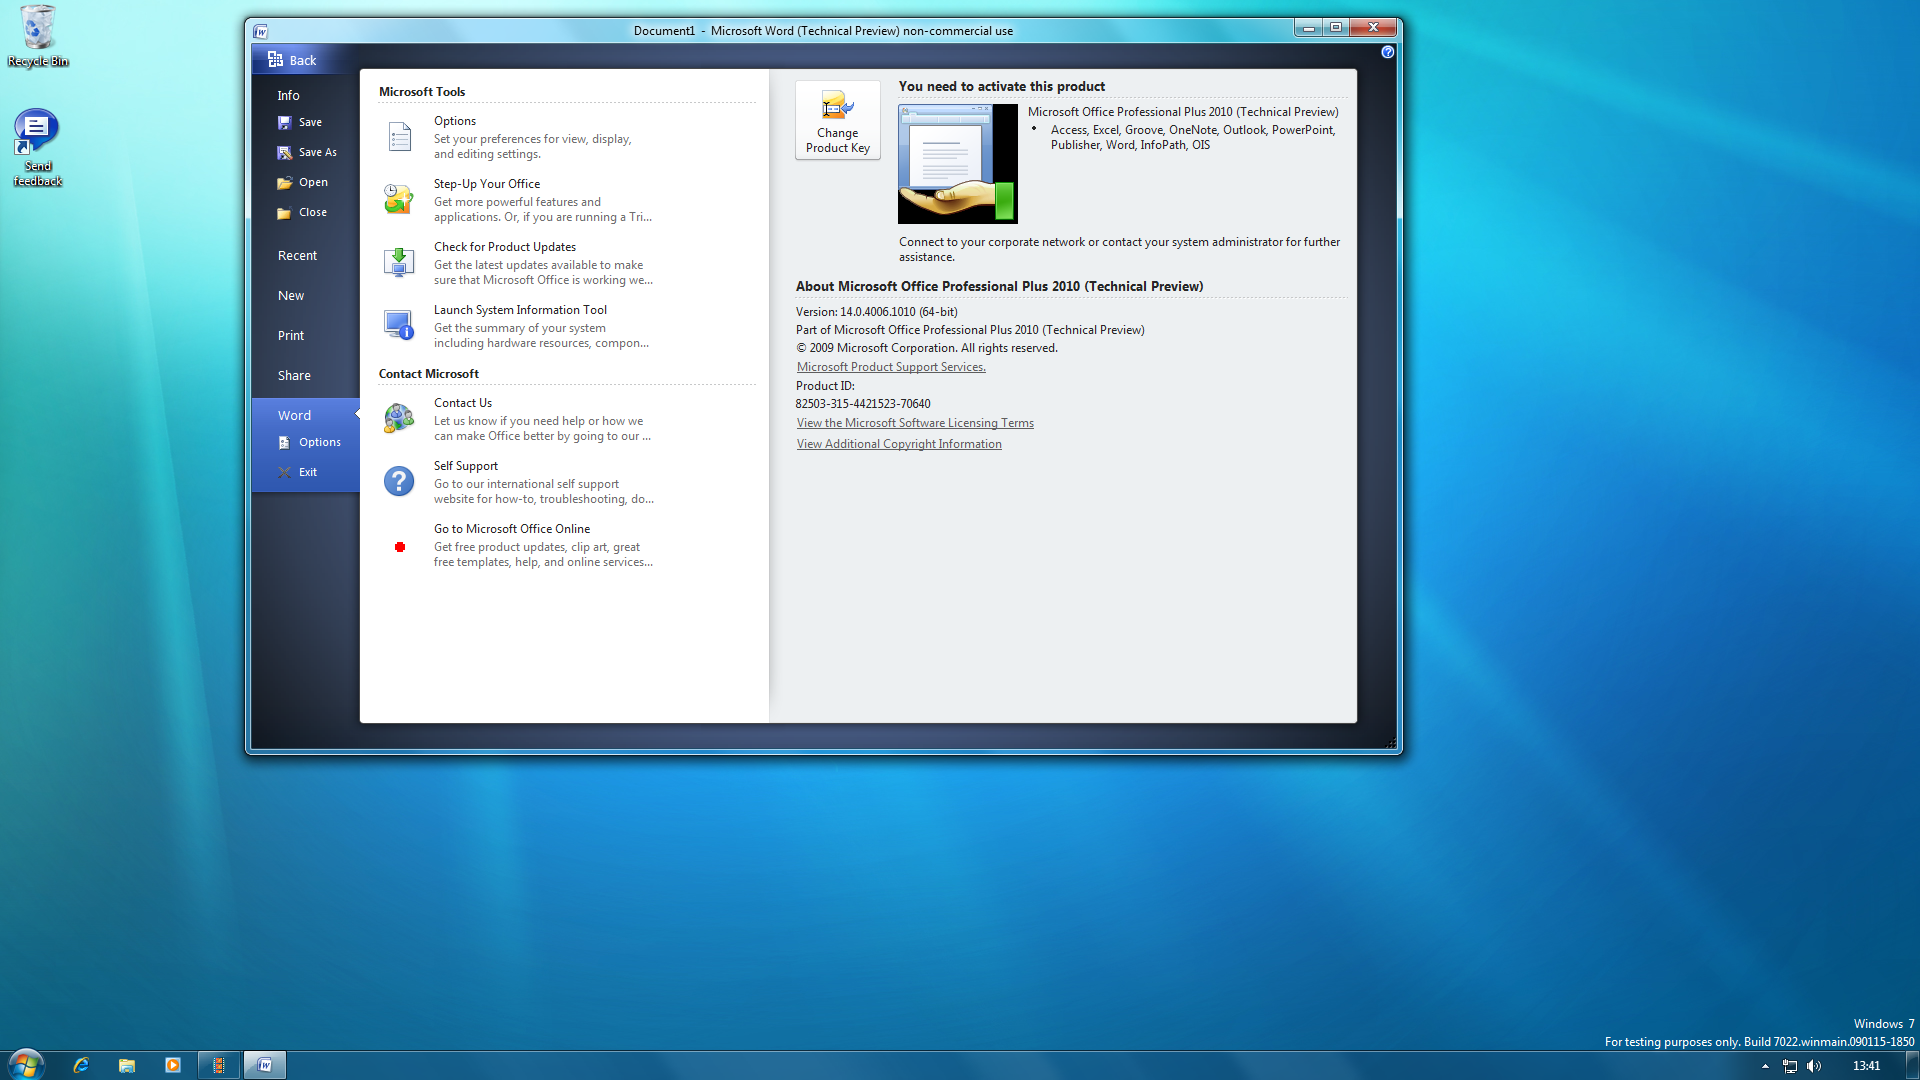 Recycle Bin
Send
feedback
Document1 - Microsoft Word (Technical Preview) non-commercial use
Back
Info
Save
Save As
Open
Close
Recent
New
Print
Share
Word
Options
Exit
Microsoft Tools
Options
Set your preferences for view, display,
and editing settings.
Step-Up Your Office
Get more powerful features and
applications. Or, if you are running a Tri...
Check for Product Updates
Get the latest updates available to make
sure that Microsoft Office is working we...
Launch System Information Tool
Get the summary of your system
including hardware resources, compon...
Contact Microsoft
Contact Us
Let us know if you need help or how we
can make Office better by going to our ...
Self Support
Go to our international self support
website for how-to, troubleshooting, do...
Go to Microsoft Office Online
Get free product updates, clip art, great
free templates, help, and online services...
Change
Product Key
You need to activate this product
Microsoft Office Professional Plus 2010 (Technical Preview)
• Access, Excel, Groove, OneNote, Outlook, PowerPoint,
Publisher, Word, InfoPath, OIS
Connect to your corporate network or contact your system administrator for further
assistance.
About Microsoft Office Professional Plus 2010 (Technical Preview)
Version: 14.0.4006.1010 (64-bit)
Part of Microsoft Office Professional Plus 2010 (Technical Preview)
© 2009 Microsoft Corporation. All rights reserved.
Microsoft Product Support Services.
Product ID:
82503-315-4421523-70640
View the Microsoft Software Licensing Terms
View Additional Copyright Information
Windows 7
For testing purposes only. Build 7022.winmain.090115-1850
13:41